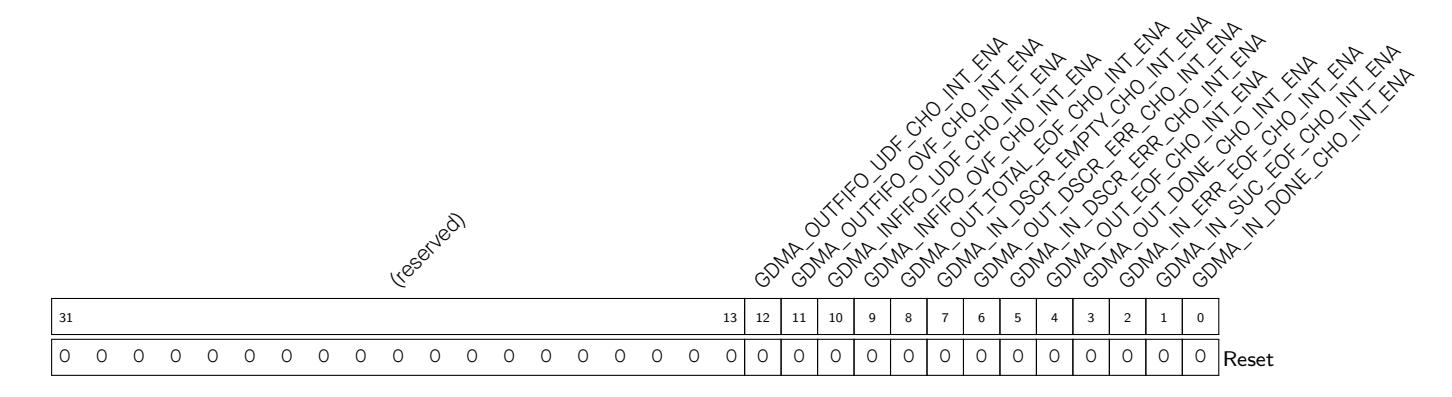 GDMA_OUTFIFO_UDF_CH0_INT_ENA
GDMA_OUTFIFO_OVF_CH0_INT_ENA
GDMA_INFIFO_UDF_CH0_INT_ENA
GDMA_INFIFO_OVF_CH0_INT_ENA
GDMA_OUT_TOTAL_EOF_CH0_INT_ENA
GDMA_IN_DSCR_EMPTY_CH0_INT_ENA
GDMA_OUT_DSCR_ERR_CH0_INT_ENA
GDMA_IN_DSCR_ERR_CH0_INT_ENA
GDMA_OUT_EOF_CH0_INT_ENA
GDMA_OUT_DONE_CH0_INT_ENA
GDMA_IN_ERR_EOF_CH0_INT_ENA
GDMA_IN_SUC_EOF_CH0_INT_ENA
GDMA_IN_DONE_CH0_INT_ENA
(reserved)
31 13 12 11 10 9 8 7 6 5 4 3 2 1 0
0 0 0 0 0 0 0 0 0 0 0 0 0 0 0 0 0 0 0 0 0 0 0 0 0 0 0 0 0 0 0 0 Reset